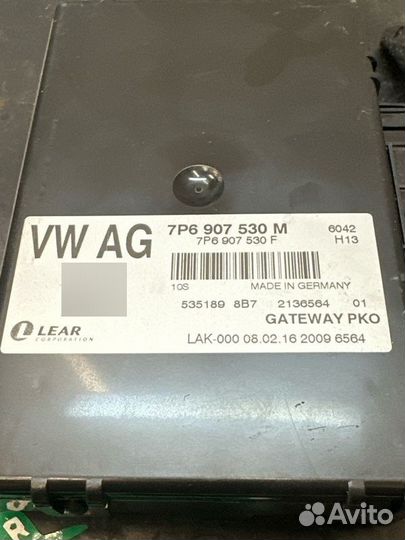 VW AG
7P6 907 530 M
7P6 907 530 F
6042
H13
10S
MADE IN GERMANY
535189 8B7 2136564 01
GATEWAY PKO
LEAR
CORPORATION
LAK-000 08.02.16 2009 6564
R
Avito